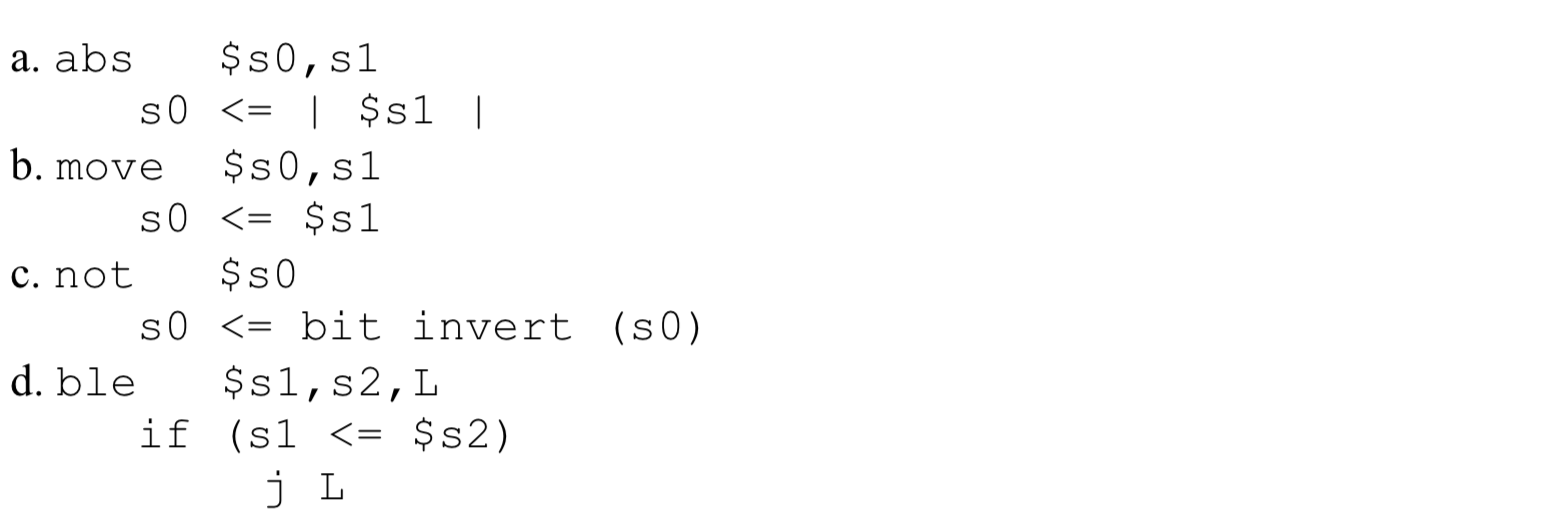 a. abs $s0,s1
s0 <= | $s1 |
b. move $s0,s1
s0 <= $s1
c. not $s0
s0 <= bit invert (s0)
d. ble $s1,s2,L
if (s1 <= $s2)
j L